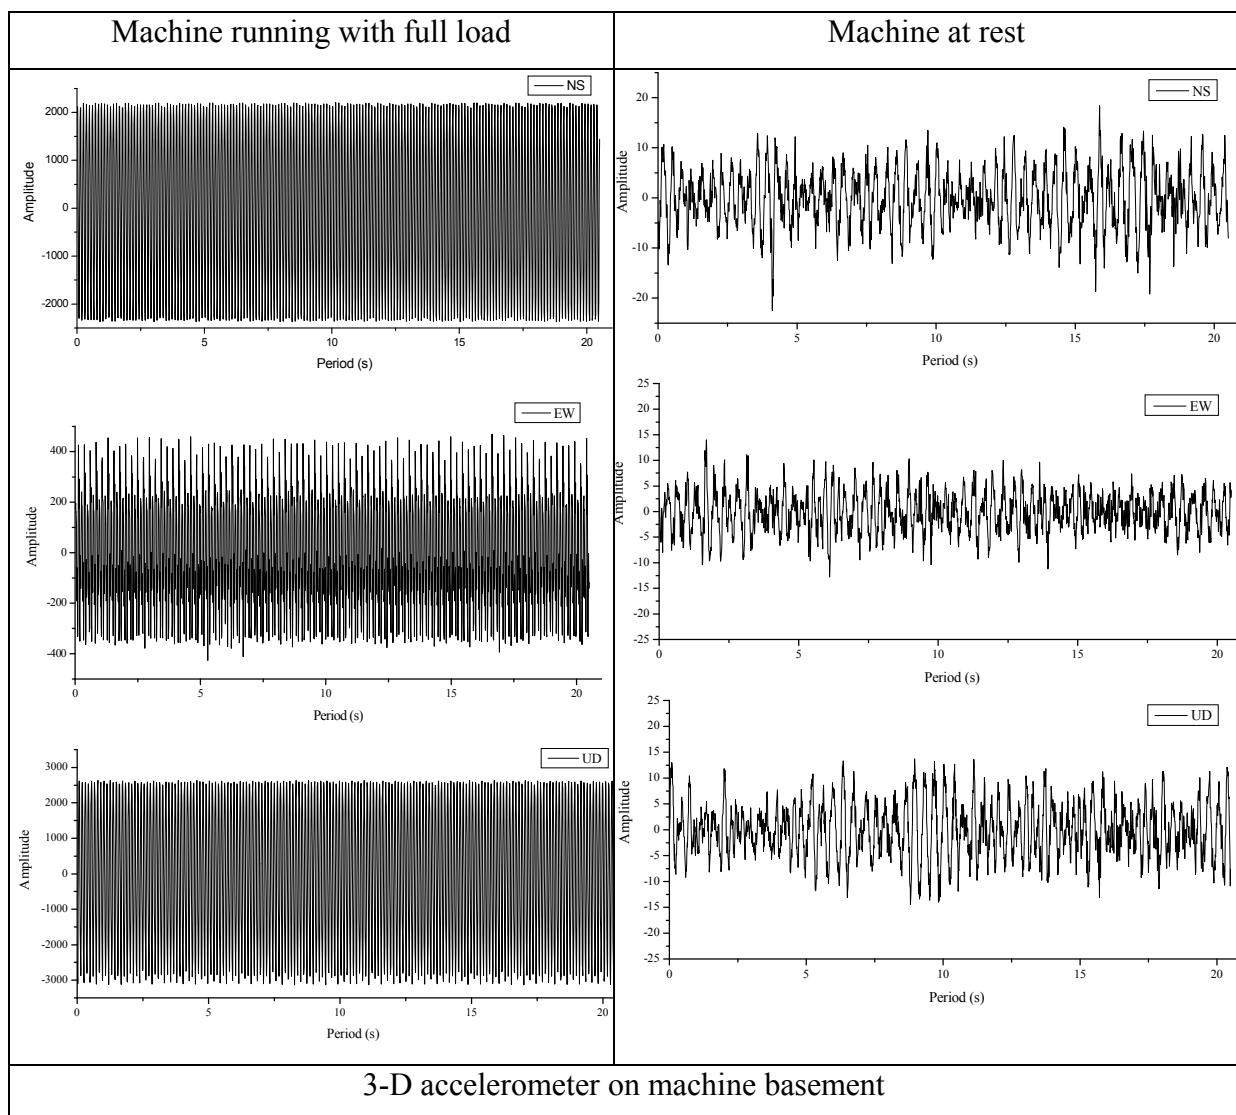 Machine running with full load
Machine at rest
NS
2000
1000
0
-1000
-2000
Amplitude
0 5 10 15 20
Period (s)
NS
20
10
0
-10
-20
Amplitude
0 5 10 15 20
Period (s)
EW
400
200
0
-200
-400
Amplitude
0 5 10 15 20
Period (s)
EW
25
20
15
10
5
0
-5
-10
-15
-20
-25
Amplitude
0 5 10 15 20
Period (s)
UD
3000
2000
1000
0
-1000
-2000
-3000
Amplitude
0 5 10 15 20
Period (s)
UD
25
20
15
10
5
0
-5
-10
-15
-20
-25
Amplitude
0 5 10 15 20
Period (s)
3-D accelerometer on machine basement